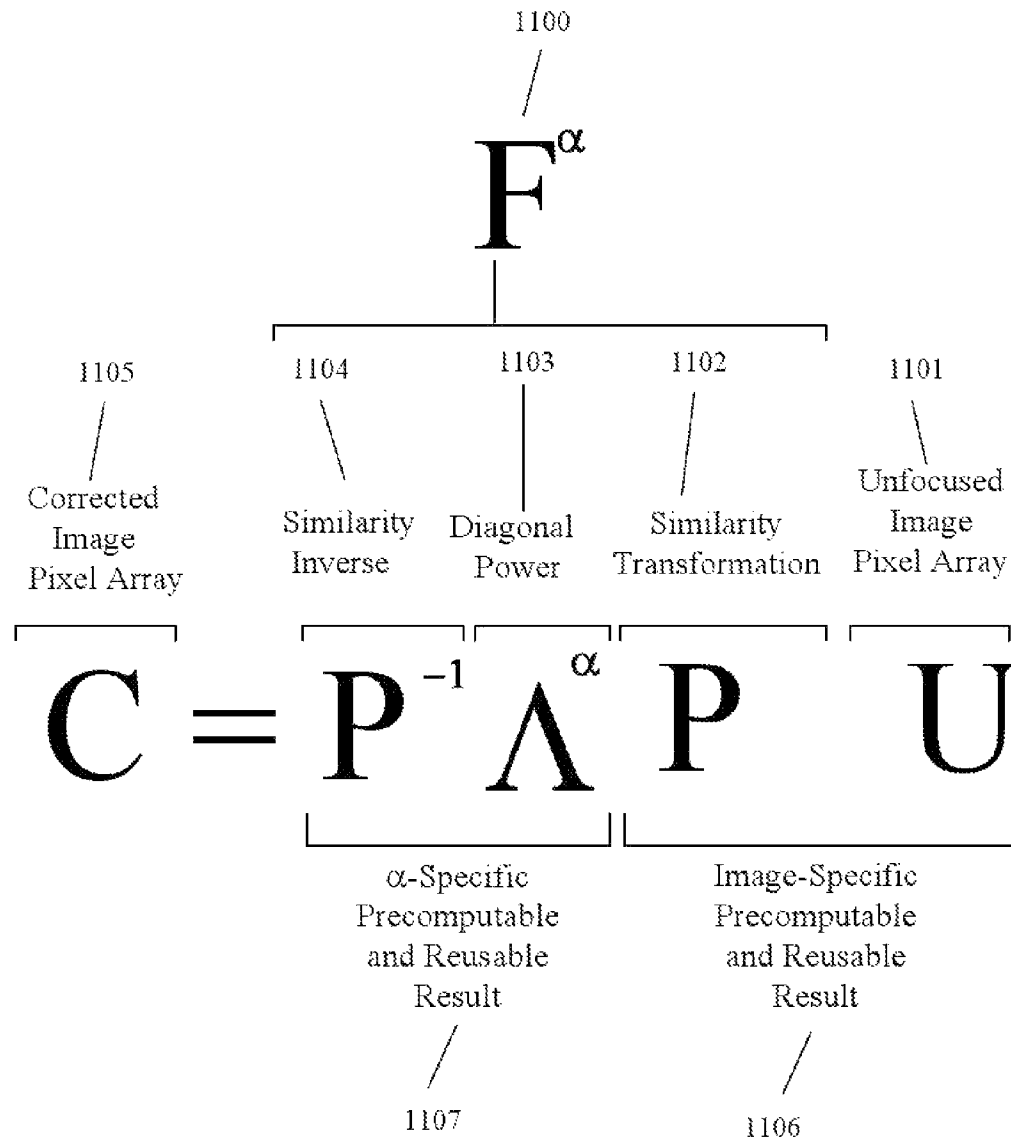 1100
F^α
1105 1104 1103 1102 1101
Corrected
Image
Pixel Array
Similarity
Inverse
Diagonal
Power
Similarity
Transformation
Unfocused
Image
Pixel Array
C = P^−1 Λ^α P U
α-Specific
Precomputable
and Reusable
Result
Image-Specific
Precomputable
and Reusable
Result
1107
1106